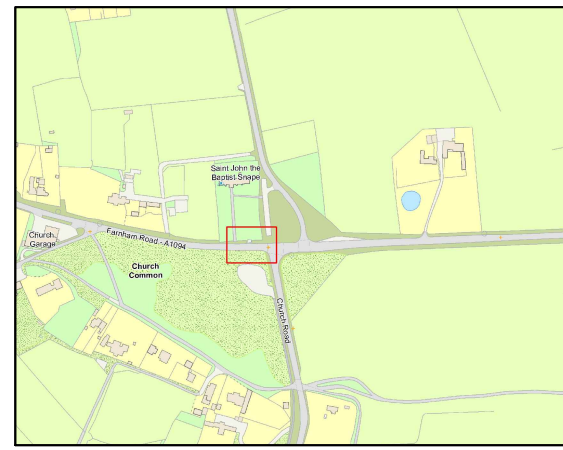 Saint John the
Baptist Snape
Farnham Road - A1094
Church
Garage
Church
Common
Church Road